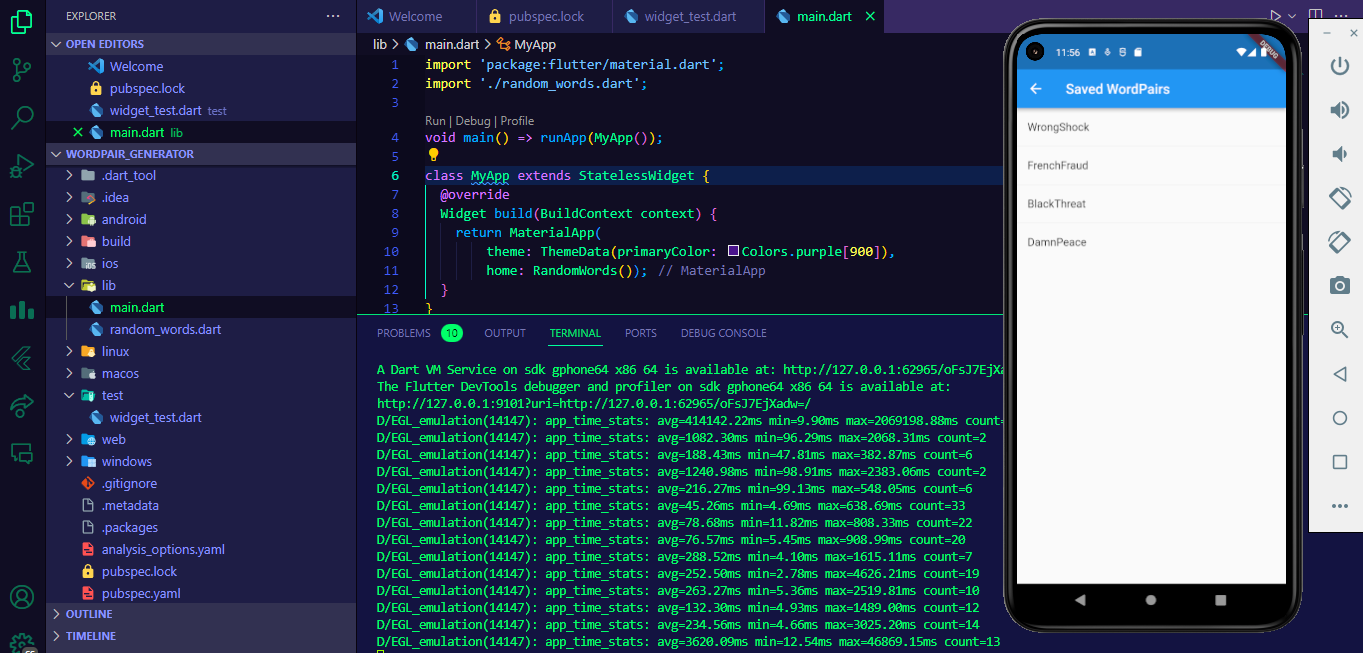 EXPLORER
OPEN EDITORS
Welcome
pubspec.lock
widget_test.dart test
main.dart lib
WORDPAIR_GENERATOR
.dart_tool
.idea
android
build
ios
lib
main.dart
random_words.dart
linux
macos
test
widget_test.dart
web
windows
.gitignore
.metadata
.packages
analysis_options.yaml
pubspec.lock
pubspec.yaml
OUTLINE
TIMELINE
Welcome
pubspec.lock
widget_test.dart
main.dart
lib > main.dart > MyApp
1 import 'package:flutter/material.dart';
2 import './random_words.dart';
3
Run | Debug | Profile
4 void main() => runApp(MyApp());
5
6 class MyApp extends StatelessWidget {
7 @override
8 Widget build(BuildContext context) {
9 return MaterialApp(
10 theme: ThemeData(primaryColor: Colors.purple[900]),
11 home: RandomWords()); // MaterialApp
12 }
13 }
PROBLEMS 10 OUTPUT TERMINAL PORTS DEBUG CONSOLE
A Dart VM Service on sdk gphone64 x86 64 is available at: http://127.0.0.1:62965/oFsJ7EjXa
The Flutter DevTools debugger and profiler on sdk gphone64 x86 64 is available at:
http://127.0.0.1:9101?uri=http://127.0.0.1:62965/oFsJ7EjXadw=/
D/EGL_emulation(14147): app_time_stats: avg=414142.22ms min=9.90ms max=2069198.88ms count=
D/EGL_emulation(14147): app_time_stats: avg=1082.30ms min=96.29ms max=2068.31ms count=2
D/EGL_emulation(14147): app_time_stats: avg=188.43ms min=47.81ms max=382.87ms count=6
D/EGL_emulation(14147): app_time_stats: avg=1240.98ms min=98.91ms max=2383.06ms count=2
D/EGL_emulation(14147): app_time_stats: avg=216.27ms min=99.13ms max=548.05ms count=6
D/EGL_emulation(14147): app_time_stats: avg=45.26ms min=4.69ms max=638.69ms count=33
D/EGL_emulation(14147): app_time_stats: avg=78.68ms min=11.82ms max=808.33ms count=22
D/EGL_emulation(14147): app_time_stats: avg=76.57ms min=5.45ms max=908.99ms count=20
D/EGL_emulation(14147): app_time_stats: avg=288.52ms min=4.10ms max=1615.11ms count=7
D/EGL_emulation(14147): app_time_stats: avg=252.50ms min=2.78ms max=4626.21ms count=19
D/EGL_emulation(14147): app_time_stats: avg=263.27ms min=5.36ms max=2519.81ms count=10
D/EGL_emulation(14147): app_time_stats: avg=132.30ms min=4.93ms max=1489.00ms count=12
D/EGL_emulation(14147): app_time_stats: avg=234.56ms min=4.66ms max=3025.20ms count=14
D/EGL_emulation(14147): app_time_stats: avg=3620.09ms min=12.54ms max=46869.15ms count=13
11:56
DEBUG
Saved WordPairs
WrongShock
FrenchFraud
BlackThreat
DamnPeace